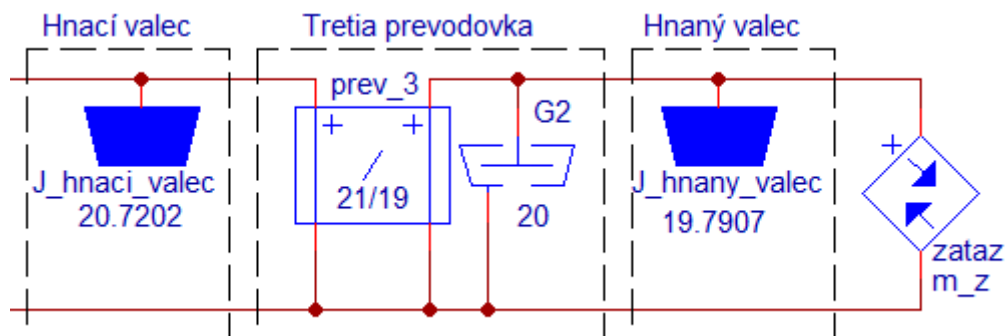 Hnací valec
Tretia prevodovka
Hnaný valec
prev_3
G2
+ +
21/19
20
J_hnaci_valec
20.7202
J_hnany_valec
19.7907
+
zataz
m_z